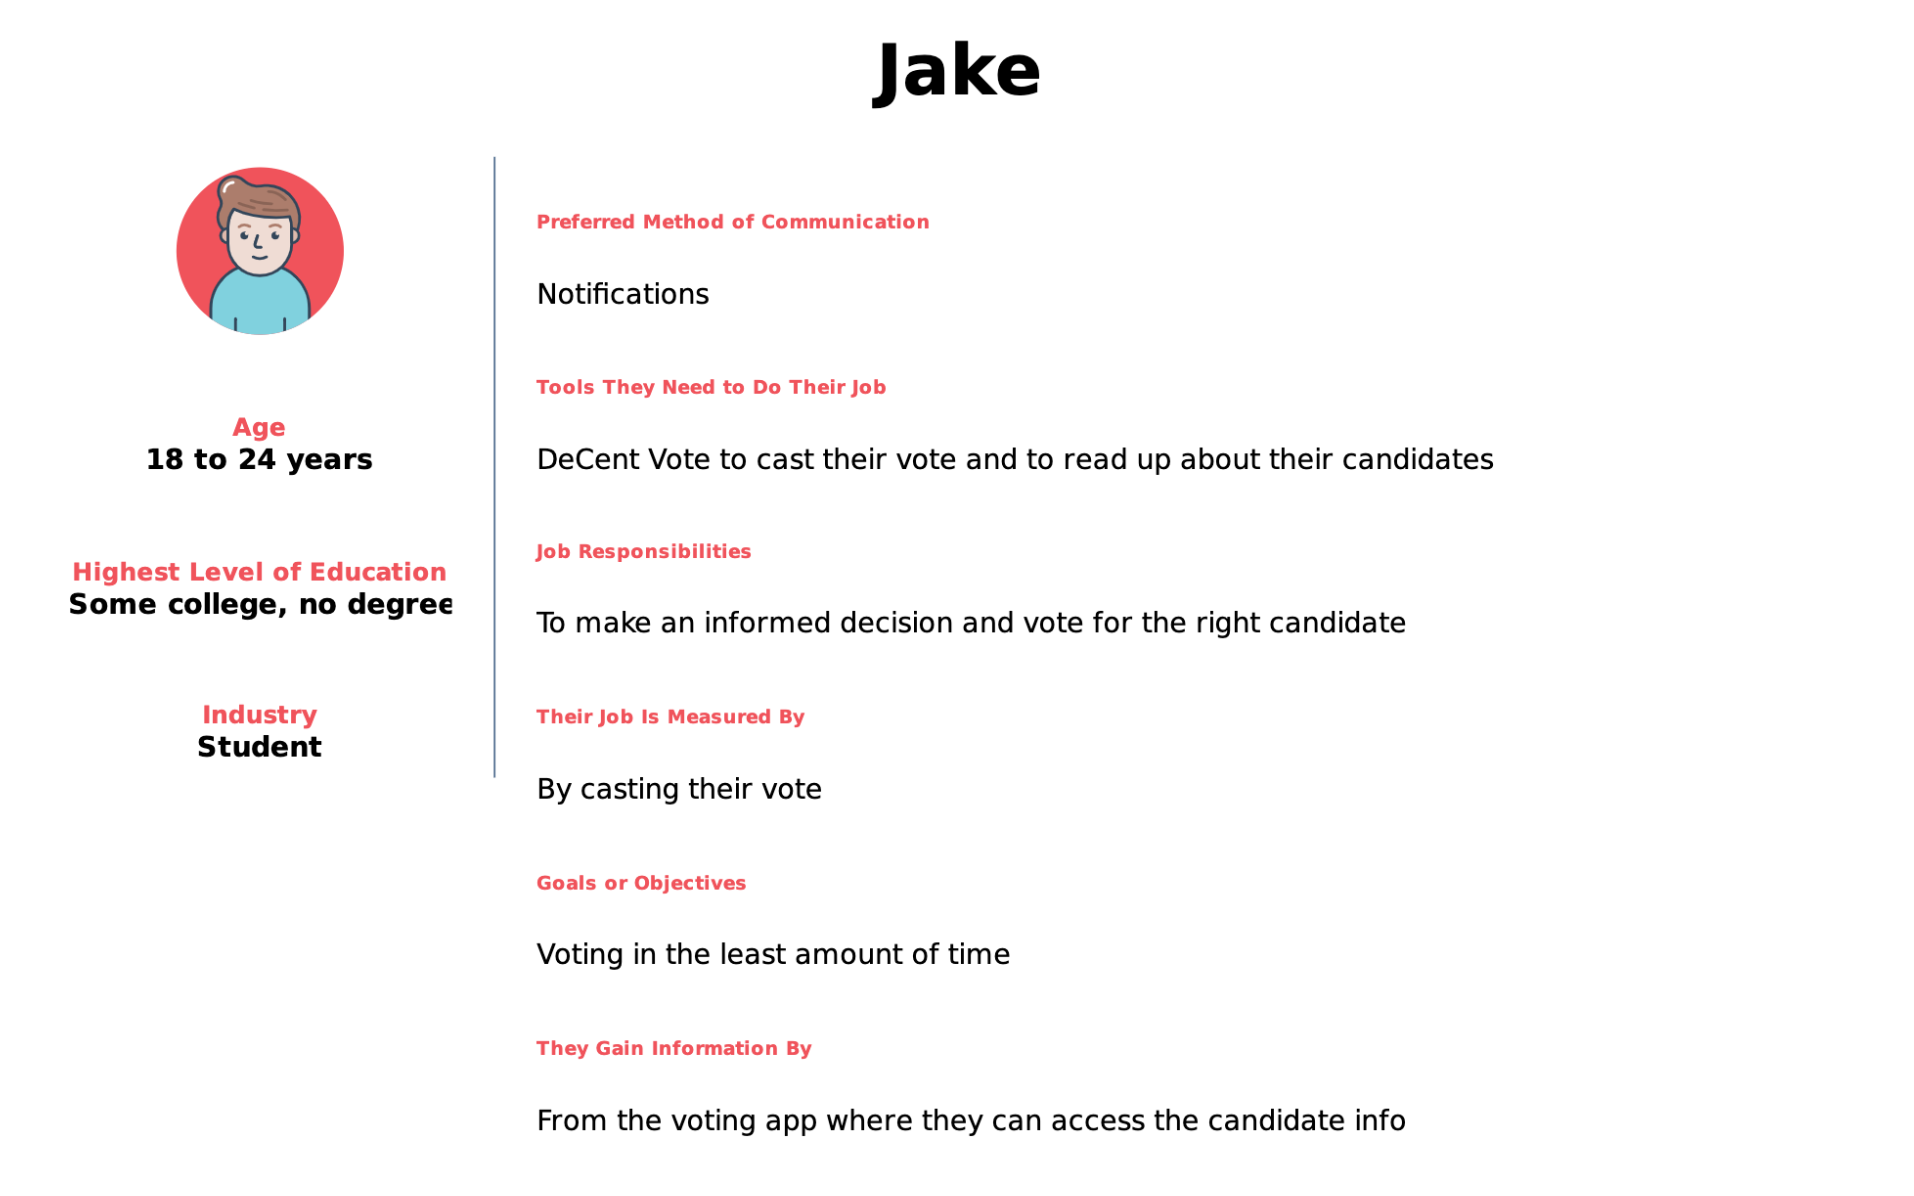 Jake
Age
18 to 24 years
Highest Level of Education
Some college, no degree
Industry
Student
Preferred Method of Communication
Notifications
Tools They Need to Do Their Job
DeCent Vote to cast their vote and to read up about their candidates
Job Responsibilities
To make an informed decision and vote for the right candidate
Their Job Is Measured By
By casting their vote
Goals or Objectives
Voting in the least amount of time
They Gain Information By
From the voting app where they can access the candidate info